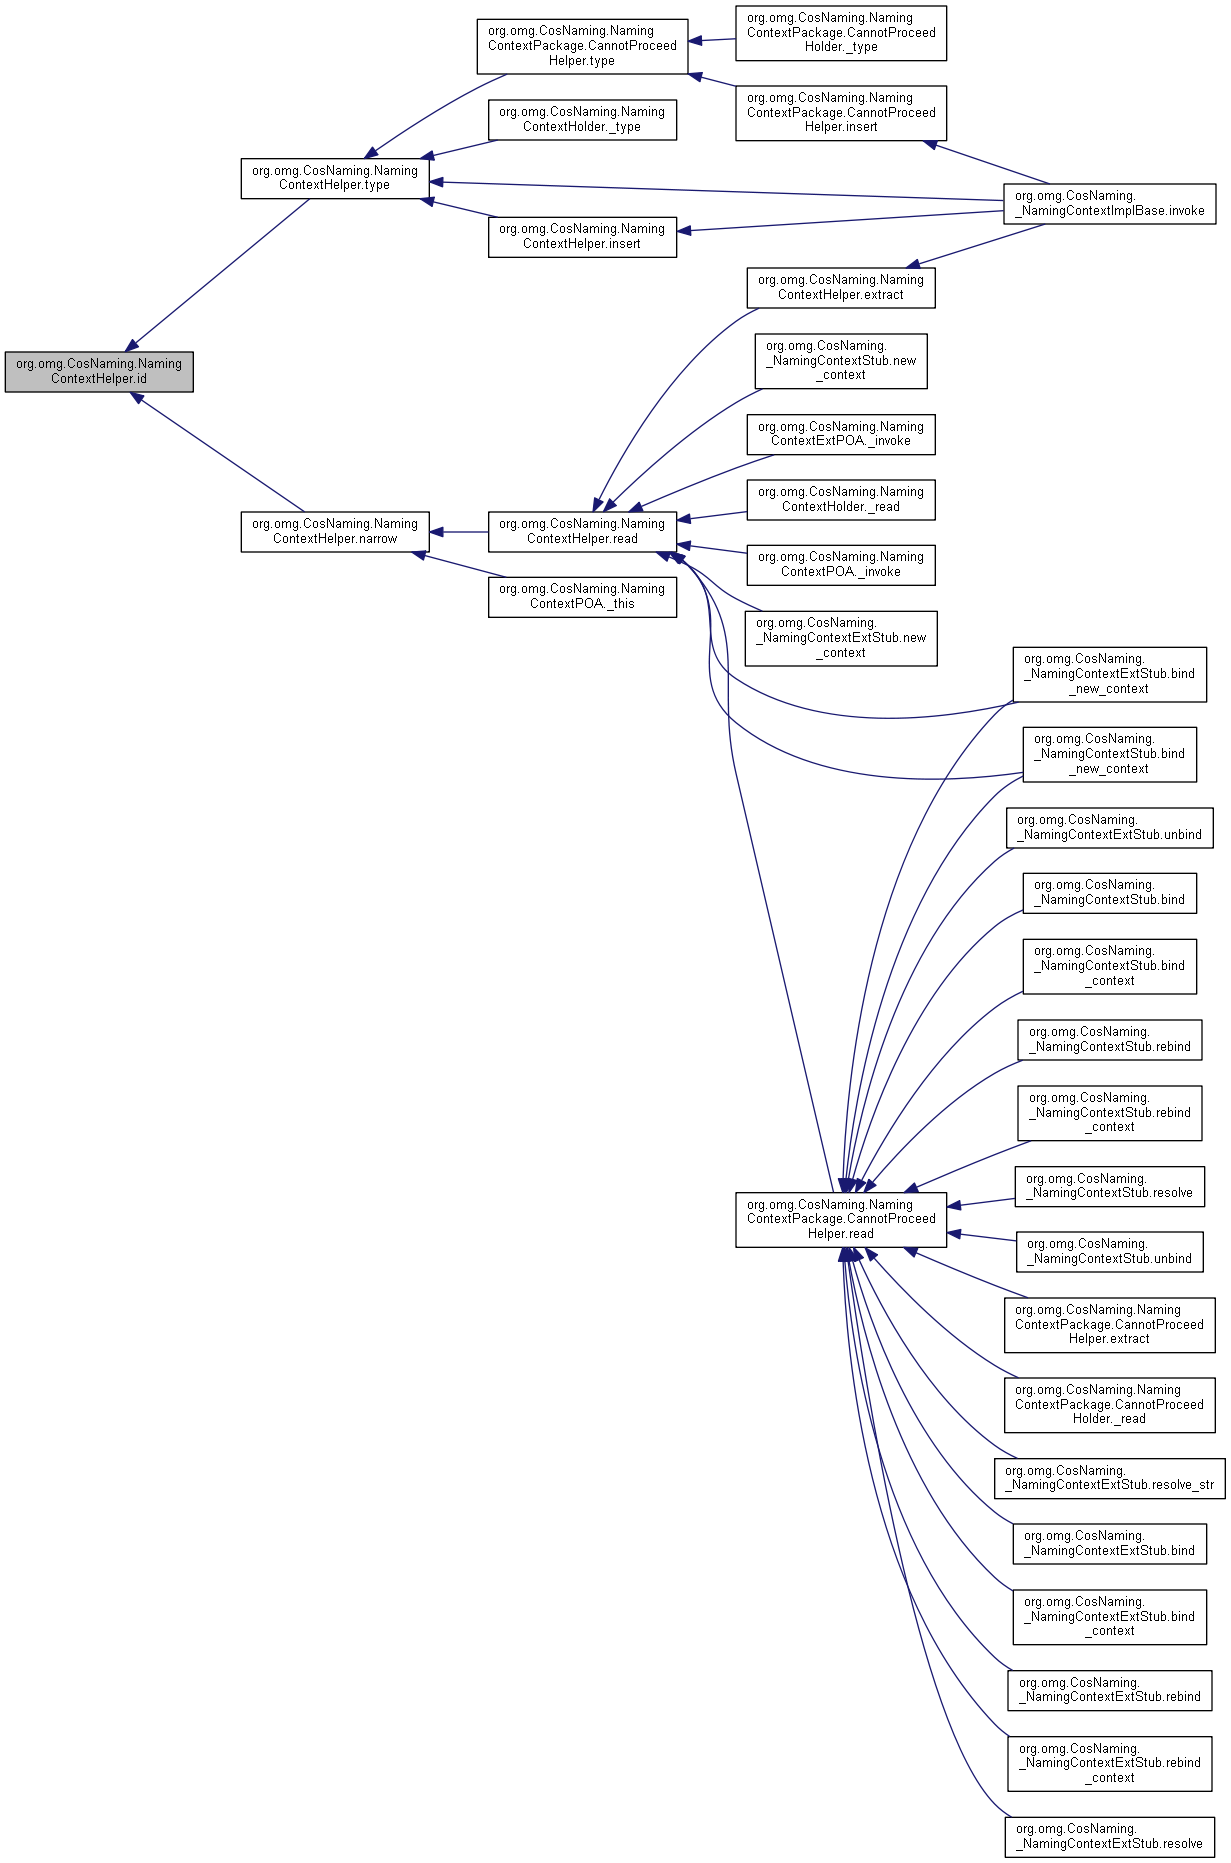 org.omg.CosNaming.Naming
ContextPackage.CannotProceed
Helper.type
org.omg.CosNaming.Naming
ContextPackage.CannotProceed
Holder._type
org.omg.CosNaming.Naming
ContextPackage.CannotProceed
Helper.insert
org.omg.CosNaming.Naming
ContextHolder._type
org.omg.CosNaming.Naming
ContextHelper.type
org.omg.CosNaming.
_NamingContextImplBase.invoke
org.omg.CosNaming.Naming
ContextHelper.insert
org.omg.CosNaming.Naming
ContextHelper.extract
org.omg.CosNaming.
_NamingContextStub.new
_context
org.omg.CosNaming.Naming
ContextHelper.id
org.omg.CosNaming.Naming
ContextExtPOA._invoke
org.omg.CosNaming.Naming
ContextHolder._read
org.omg.CosNaming.Naming
ContextHelper.narrow
org.omg.CosNaming.Naming
ContextHelper.read
org.omg.CosNaming.Naming
ContextPOA._invoke
org.omg.CosNaming.Naming
ContextPOA._this
org.omg.CosNaming.
_NamingContextExtStub.new
_context
org.omg.CosNaming.
_NamingContextExtStub.bind
_new_context
org.omg.CosNaming.
_NamingContextStub.bind
_new_context
org.omg.CosNaming.
_NamingContextExtStub.unbind
org.omg.CosNaming.
_NamingContextStub.bind
org.omg.CosNaming.
_NamingContextStub.bind
_context
org.omg.CosNaming.
_NamingContextStub.rebind
org.omg.CosNaming.
_NamingContextStub.rebind
_context
org.omg.CosNaming.
_NamingContextStub.resolve
org.omg.CosNaming.Naming
ContextPackage.CannotProceed
Helper.read
org.omg.CosNaming.
_NamingContextStub.unbind
org.omg.CosNaming.Naming
ContextPackage.CannotProceed
Helper.extract
org.omg.CosNaming.Naming
ContextPackage.CannotProceed
Holder._read
org.omg.CosNaming.
_NamingContextExtStub.resolve_str
org.omg.CosNaming.
_NamingContextExtStub.bind
org.omg.CosNaming.
_NamingContextExtStub.bind
_context
org.omg.CosNaming.
_NamingContextExtStub.rebind
org.omg.CosNaming.
_NamingContextExtStub.rebind
_context
org.omg.CosNaming.
_NamingContextExtStub.resolve